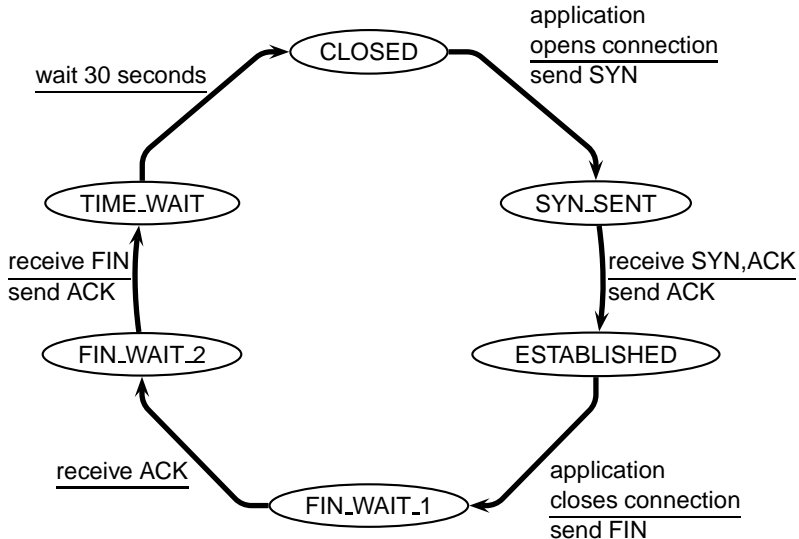 CLOSED
application
opens connection
send SYN
wait 30 seconds
TIME_WAIT
SYN_SENT
receive FIN
send ACK
receive SYN,ACK
send ACK
FIN_WAIT_2
ESTABLISHED
receive ACK
FIN_WAIT_1
application
closes connection
send FIN